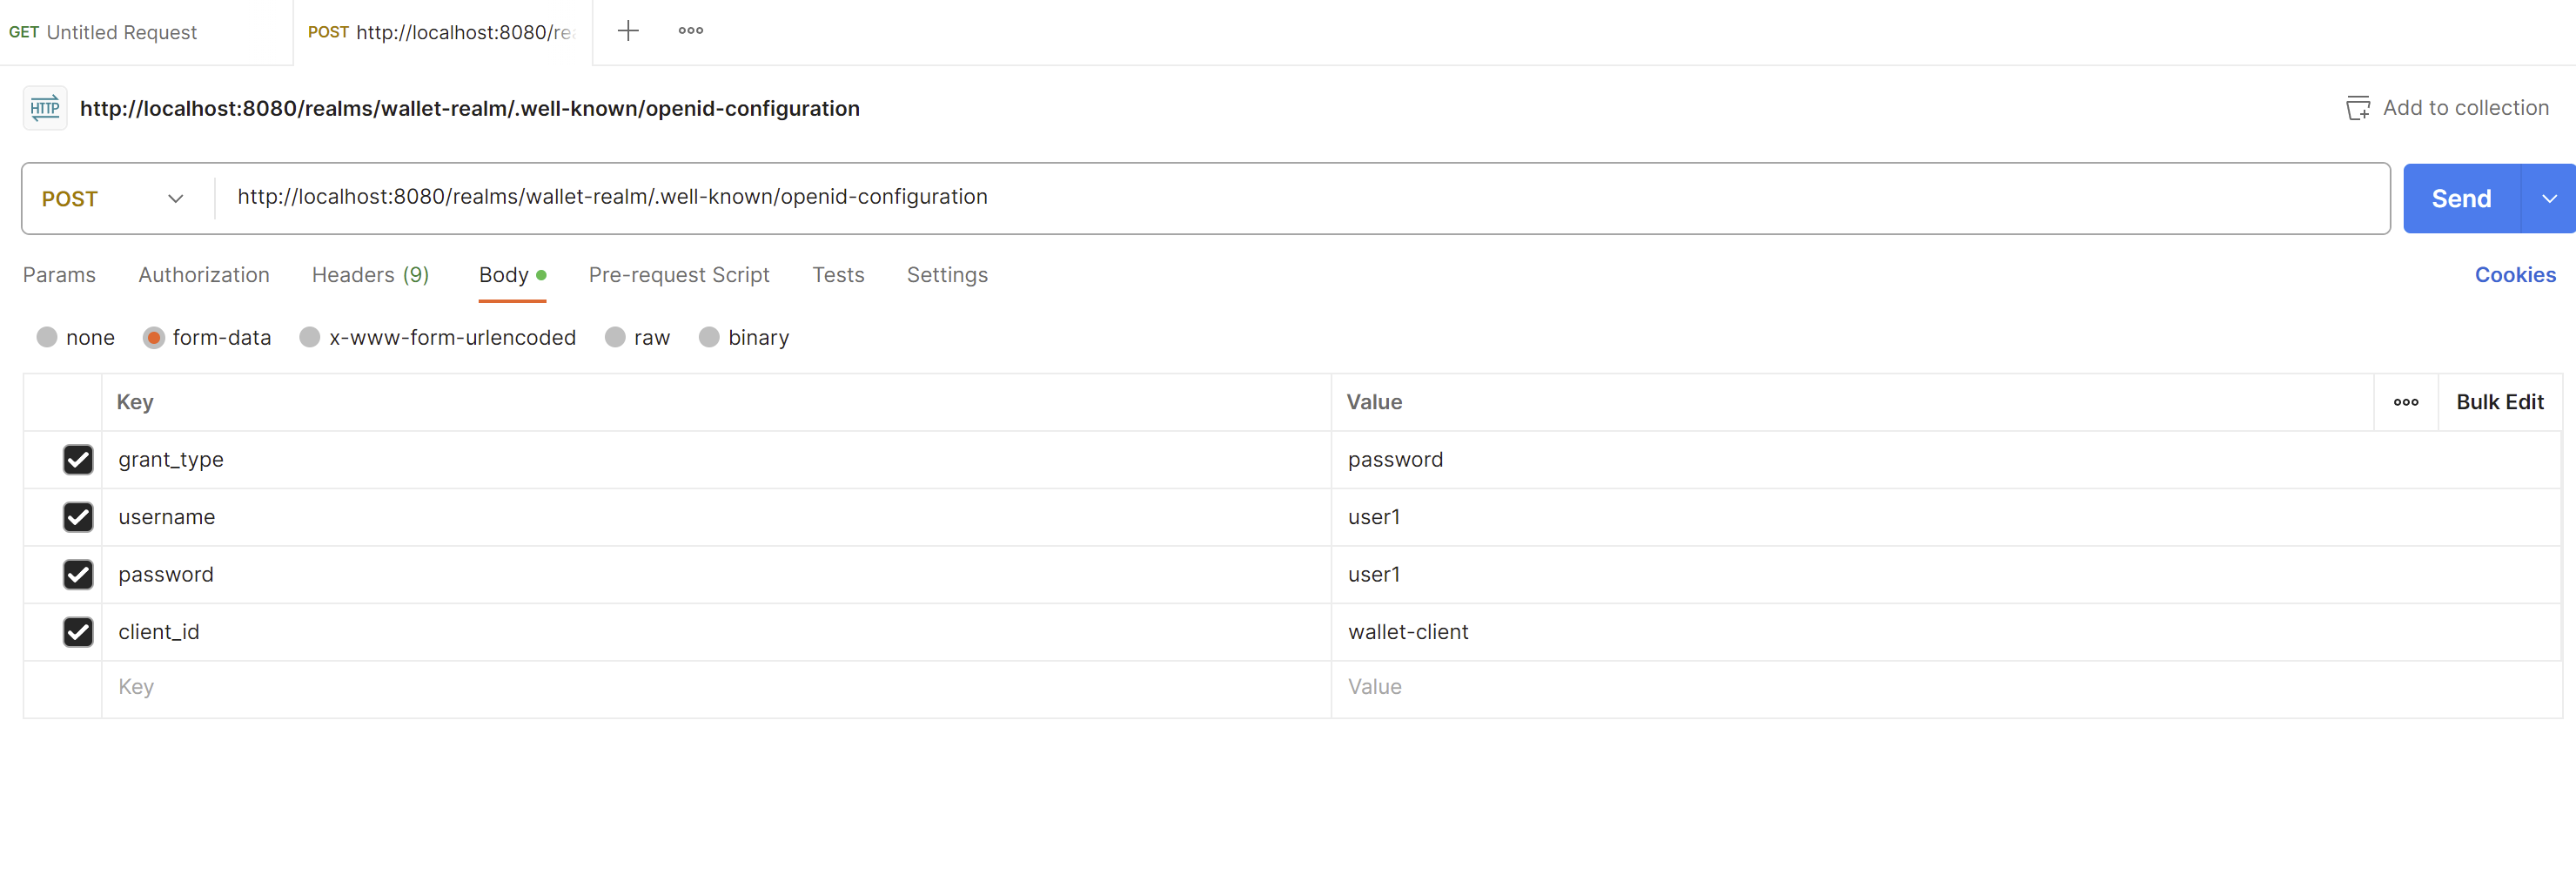 GET Untitled Request
POST http://localhost:8080/rea
HTTP http://localhost:8080/realms/wallet-realm/.well-known/openid-configuration
Add to collection
POST http://localhost:8080/realms/wallet-realm/.well-known/openid-configuration Send
Params Authorization Headers (9) Body Pre-request Script Tests Settings Cookies
none form-data x-www-form-urlencoded raw binary
Key Value Bulk Edit
grant_type password
username user1
password user1
client_id wallet-client
Key Value